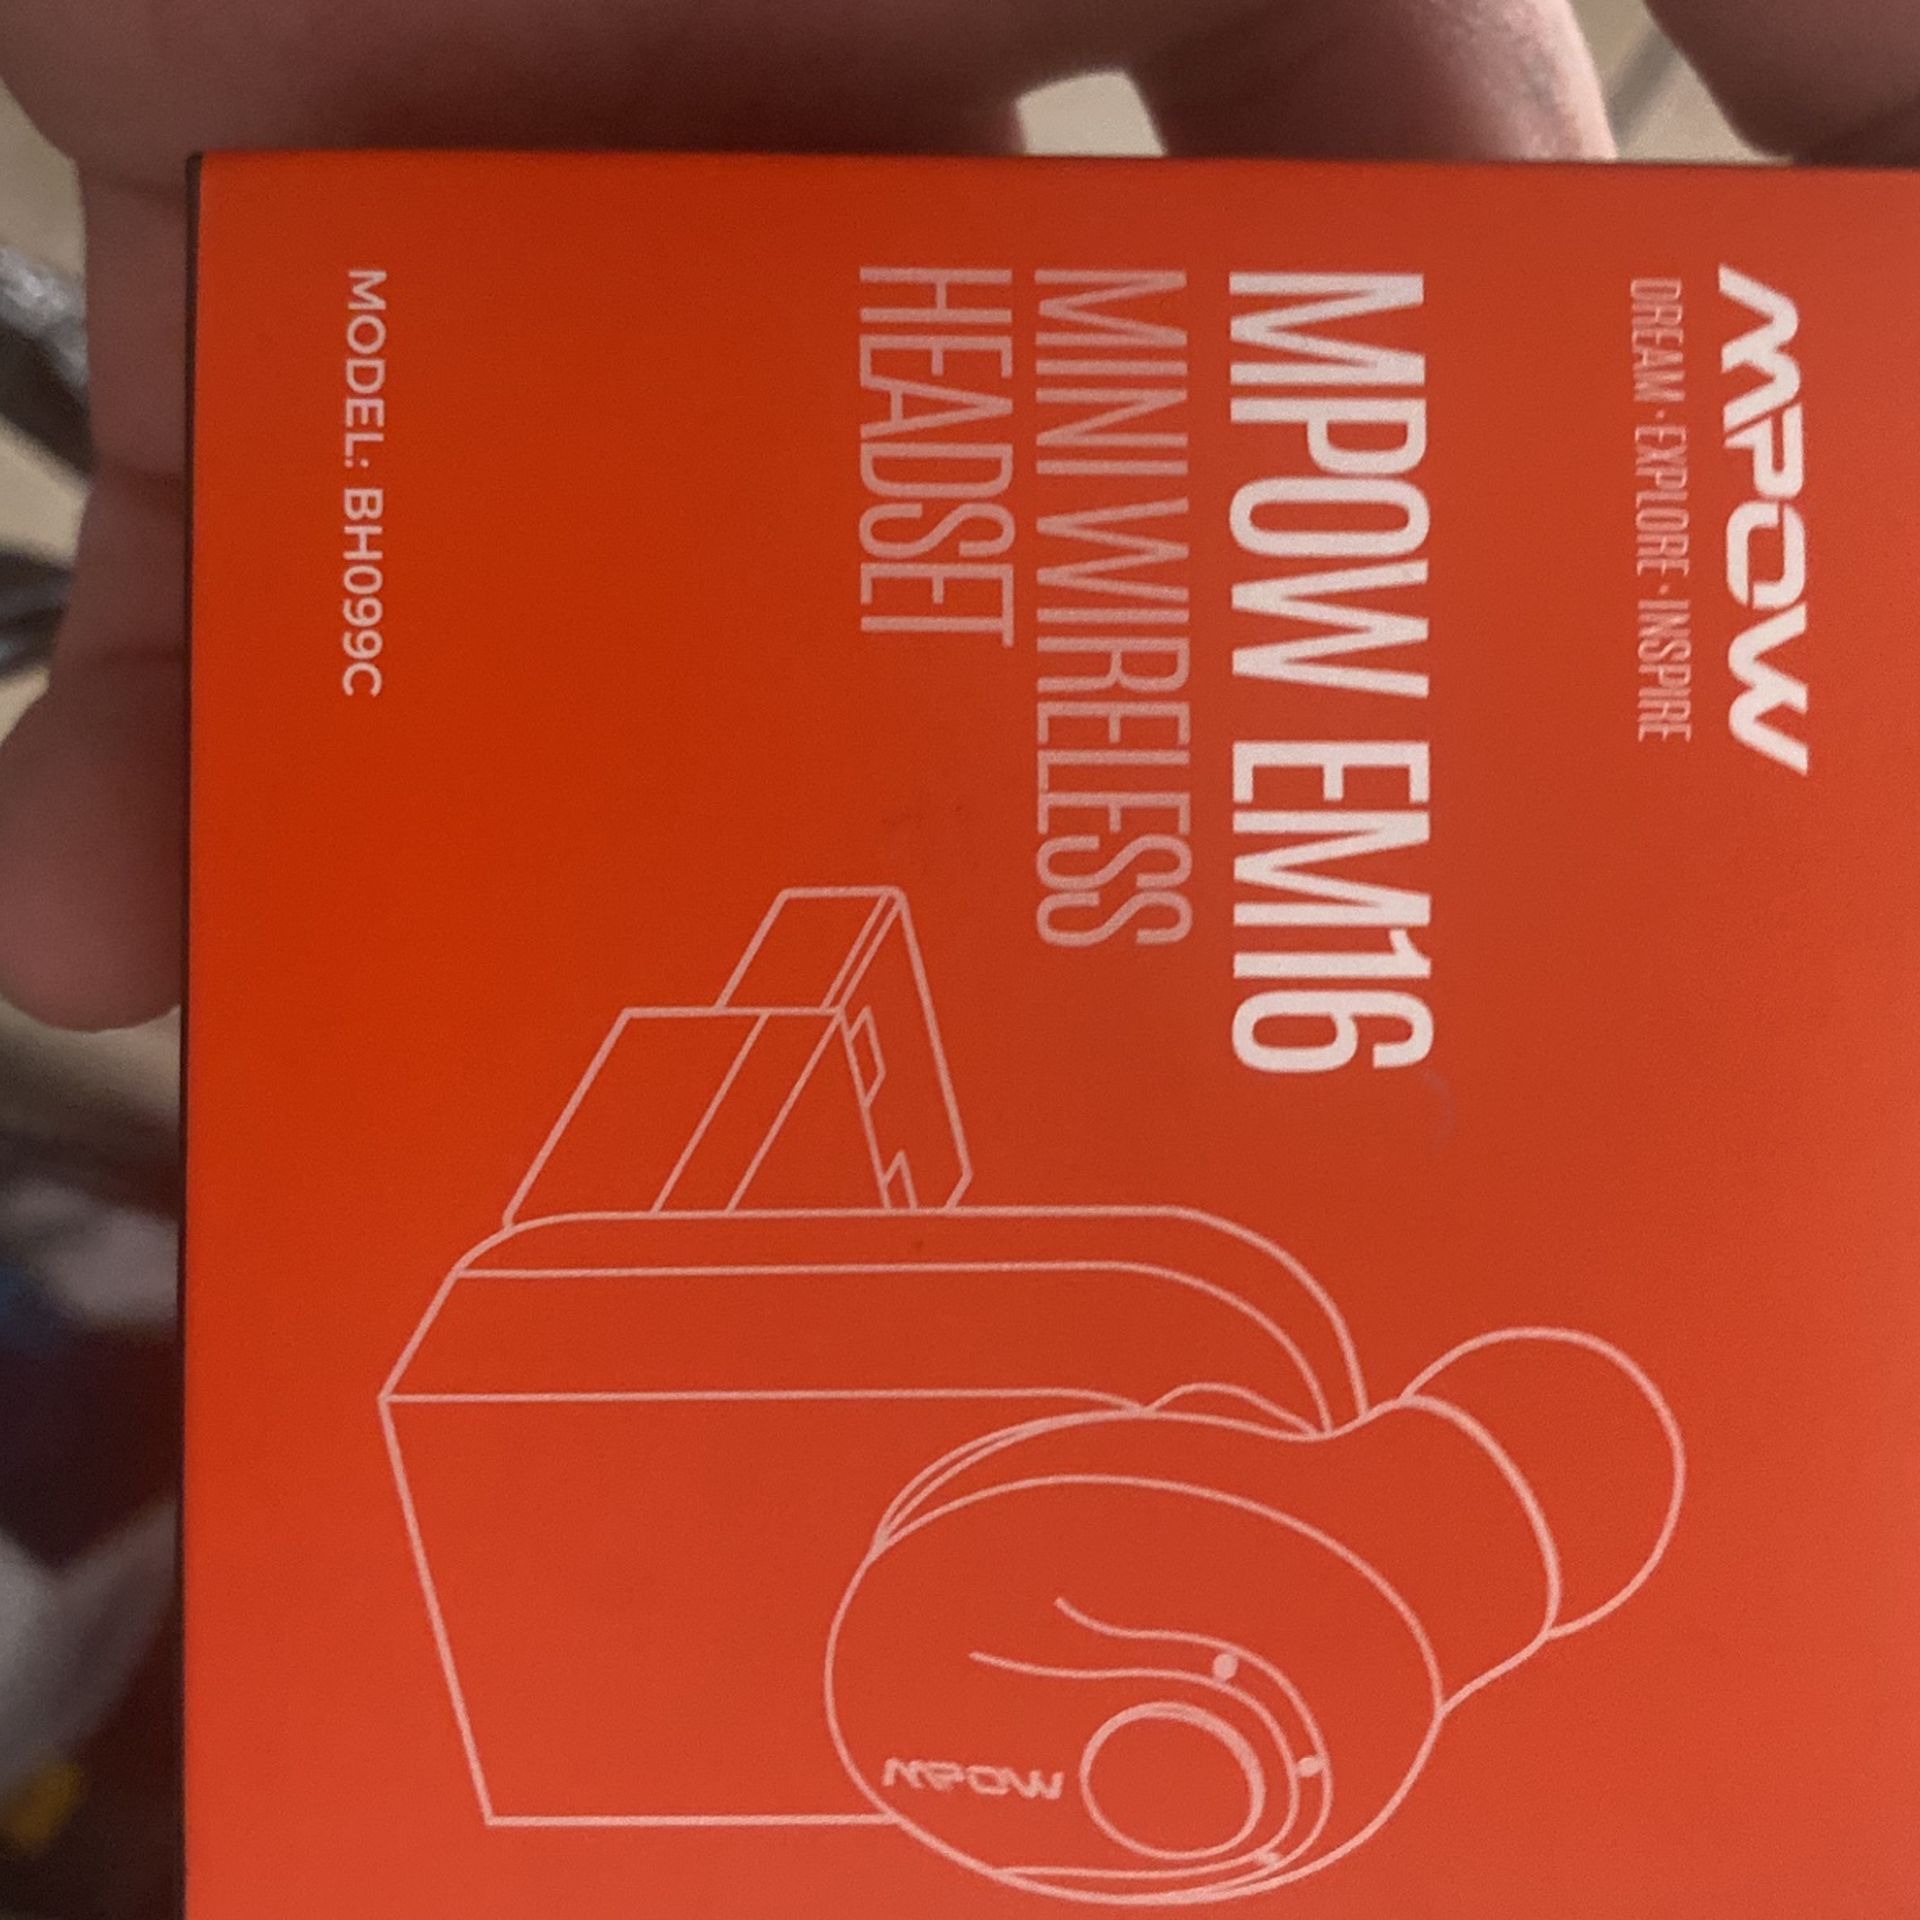 MPOW
DREAM·EXPLORE·INSPIRE
MPOW EM16
MINI WIRELESS
HEADSET
MPOW
MODEL: BH099C